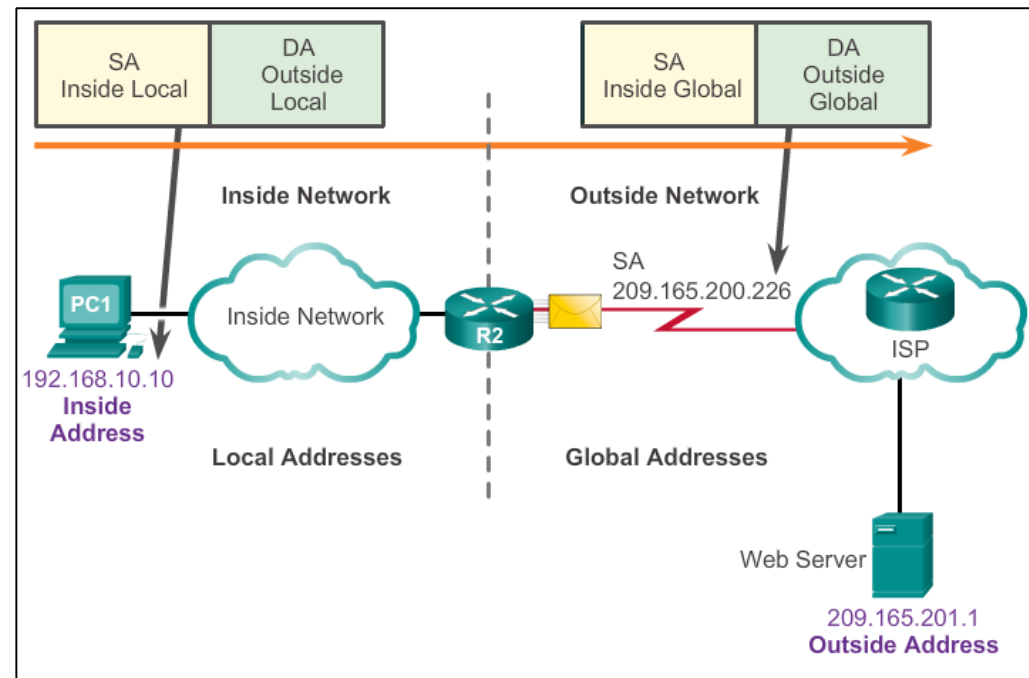 SA
Inside Local
DA
Outside
Local
SA
Inside Global
DA
Outside
Global
Inside Network
Outside Network
SA
209.165.200.226
PC1
Inside Network
R2
ISP
192.168.10.10
Inside
Address
Local Addresses
Global Addresses
Web Server
209.165.201.1
Outside Address